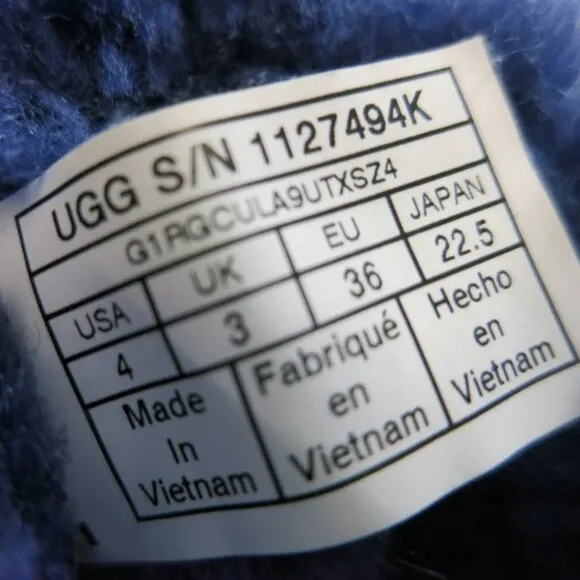 UGG S/N 1127494K
G1RGCULA9UTXSZ4
USA UK EU JAPAN
4 3 36 22.5
Made In Vietnam
Fabriqué en Vietnam
Hecho en Vietnam